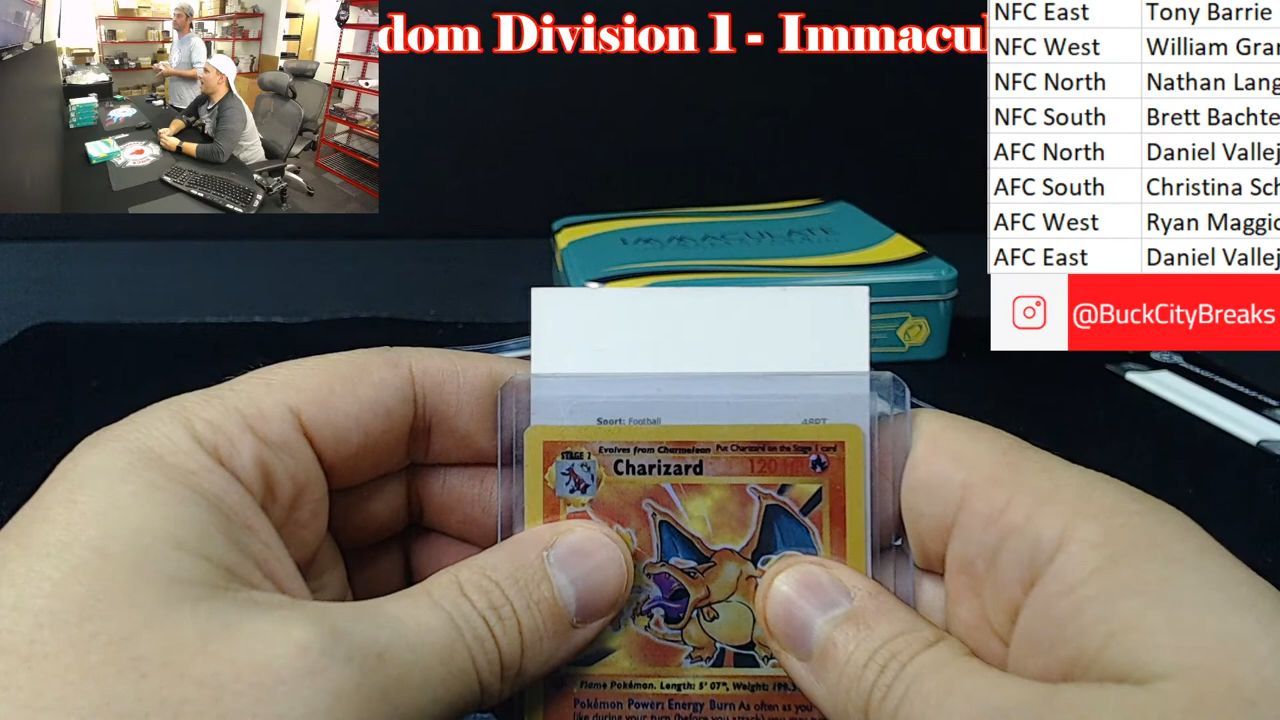 dom Division 1 - Immacul
NFC East Tony Barrie
NFC West William Gran
NFC North Nathan Lang
NFC South Brett Bachte
AFC North Daniel Vallej
AFC South Christina Sch
AFC West Ryan Maggio
AFC East Daniel Vallej
@BuckCityBreaks
IMMACULATE
Sport: Football 48PT
Evolves from Charmeleon Put Charizard on the Stage 1 card
STAGE 2
Charizard 120 HP
Flame Pokémon. Length: 5' 07", Weight: 199.5
Pokémon Power: Energy Burn As often as you
like during your turn (before you attack) you may